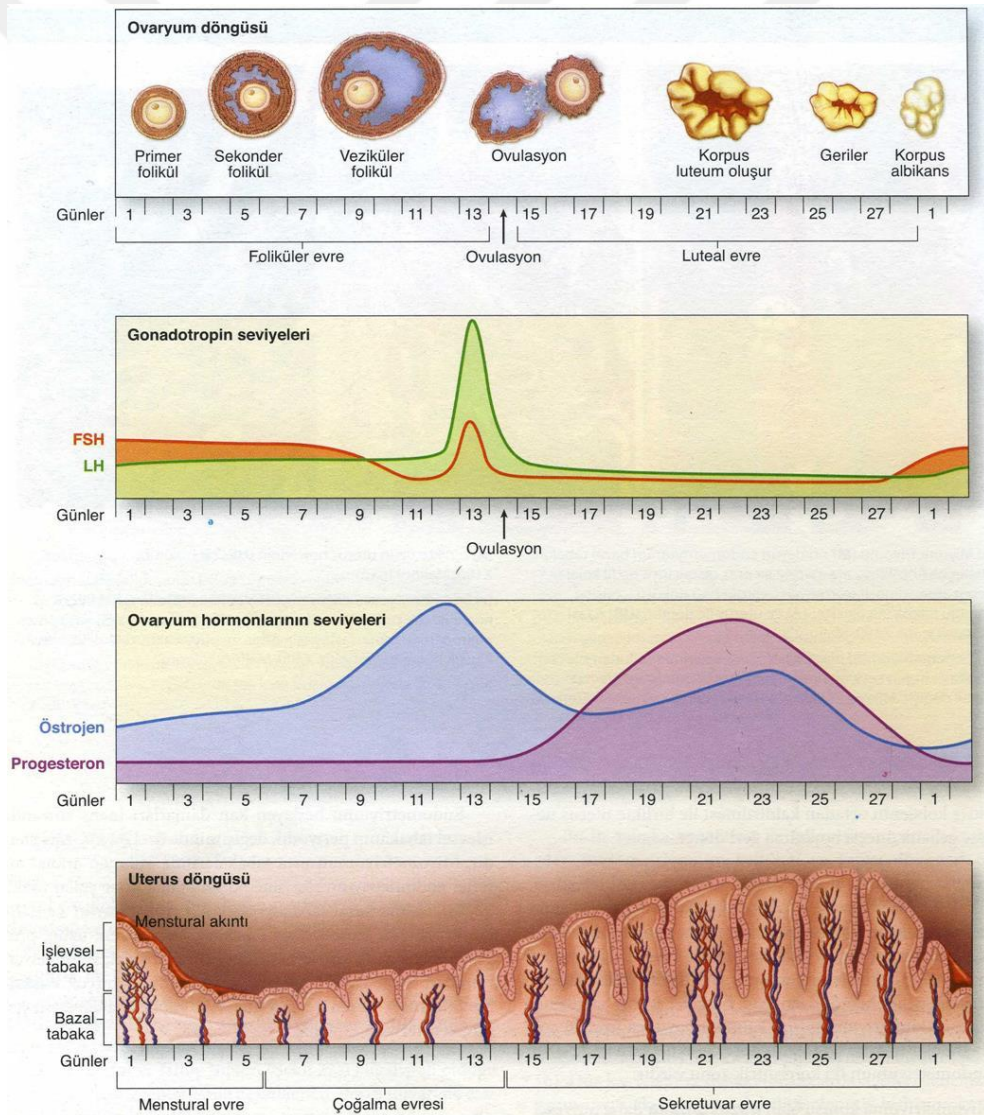 Ovaryum döngüsü
Primer
folikül
Sekonder
folikül
Veziküler
folikül
Ovulasyon
Korpus
luteum oluşur
Geriler
Korpus
albikans
Günler 1 3 5 7 9 11 13 15 17 19 21 23 25 27 1
Foliküler evre
Ovulasyon
Luteal evre
Gonadotropin seviyeleri
FSH
LH
Günler 1 3 5 7 9 11 13 15 17 19 21 23 25 27 1
Ovulasyon
Ovaryum hormonlarının seviyeleri
Östrojen
Progesteron
Günler 1 3 5 7 9 11 13 15 17 19 21 23 25 27 1
Uterus döngüsü
Menstural akıntı
İşlevsel
tabaka
Bazal
tabaka
Günler 1 3 5 7 9 11 13 15 17 19 21 23 25 27 1
Menstural evre
Çoğalma evresi
Sekretuvar evre